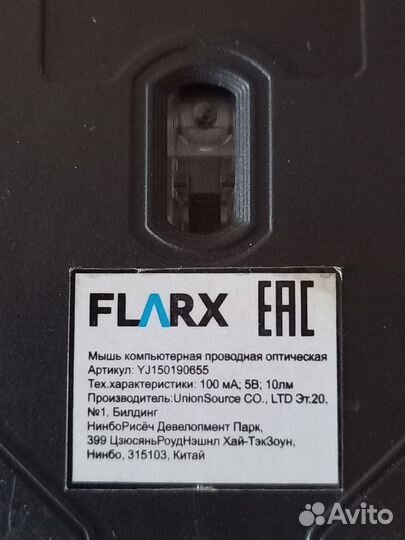 FLARX EAC
Мышь компьютерная проводная оптическая
Артикул: YJ150190655
Тех.характеристики: 100 мА; 5В; 10лм
Производитель:UnionSource CO., LTD Эт.20,
№1, Билдинг
НинбоРисёч Девелопмент Парк,
399 ЦзюсяньРоудНэшнл Хай-ТэкЗоун,
Нинбо, 315103, Китай
Avito